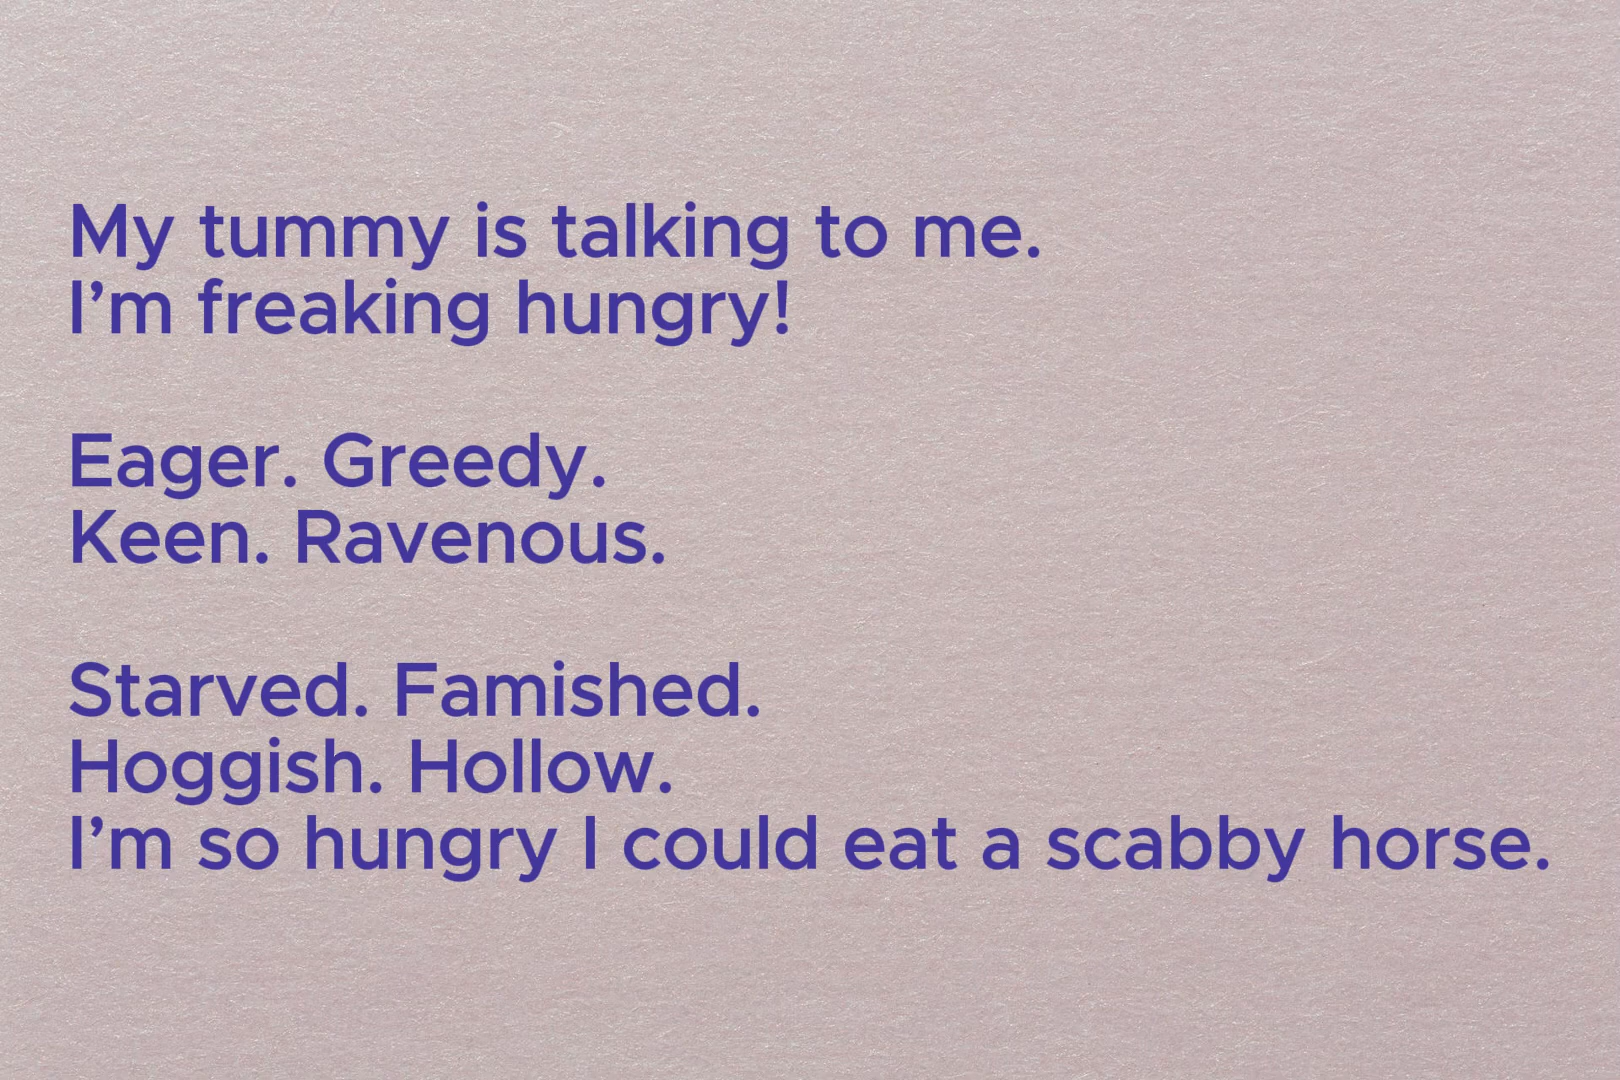 My tummy is talking to me.
I’m freaking hungry!
Eager. Greedy.
Keen. Ravenous.
Starved. Famished.
Hoggish. Hollow.
I’m so hungry I could eat a scabby horse.